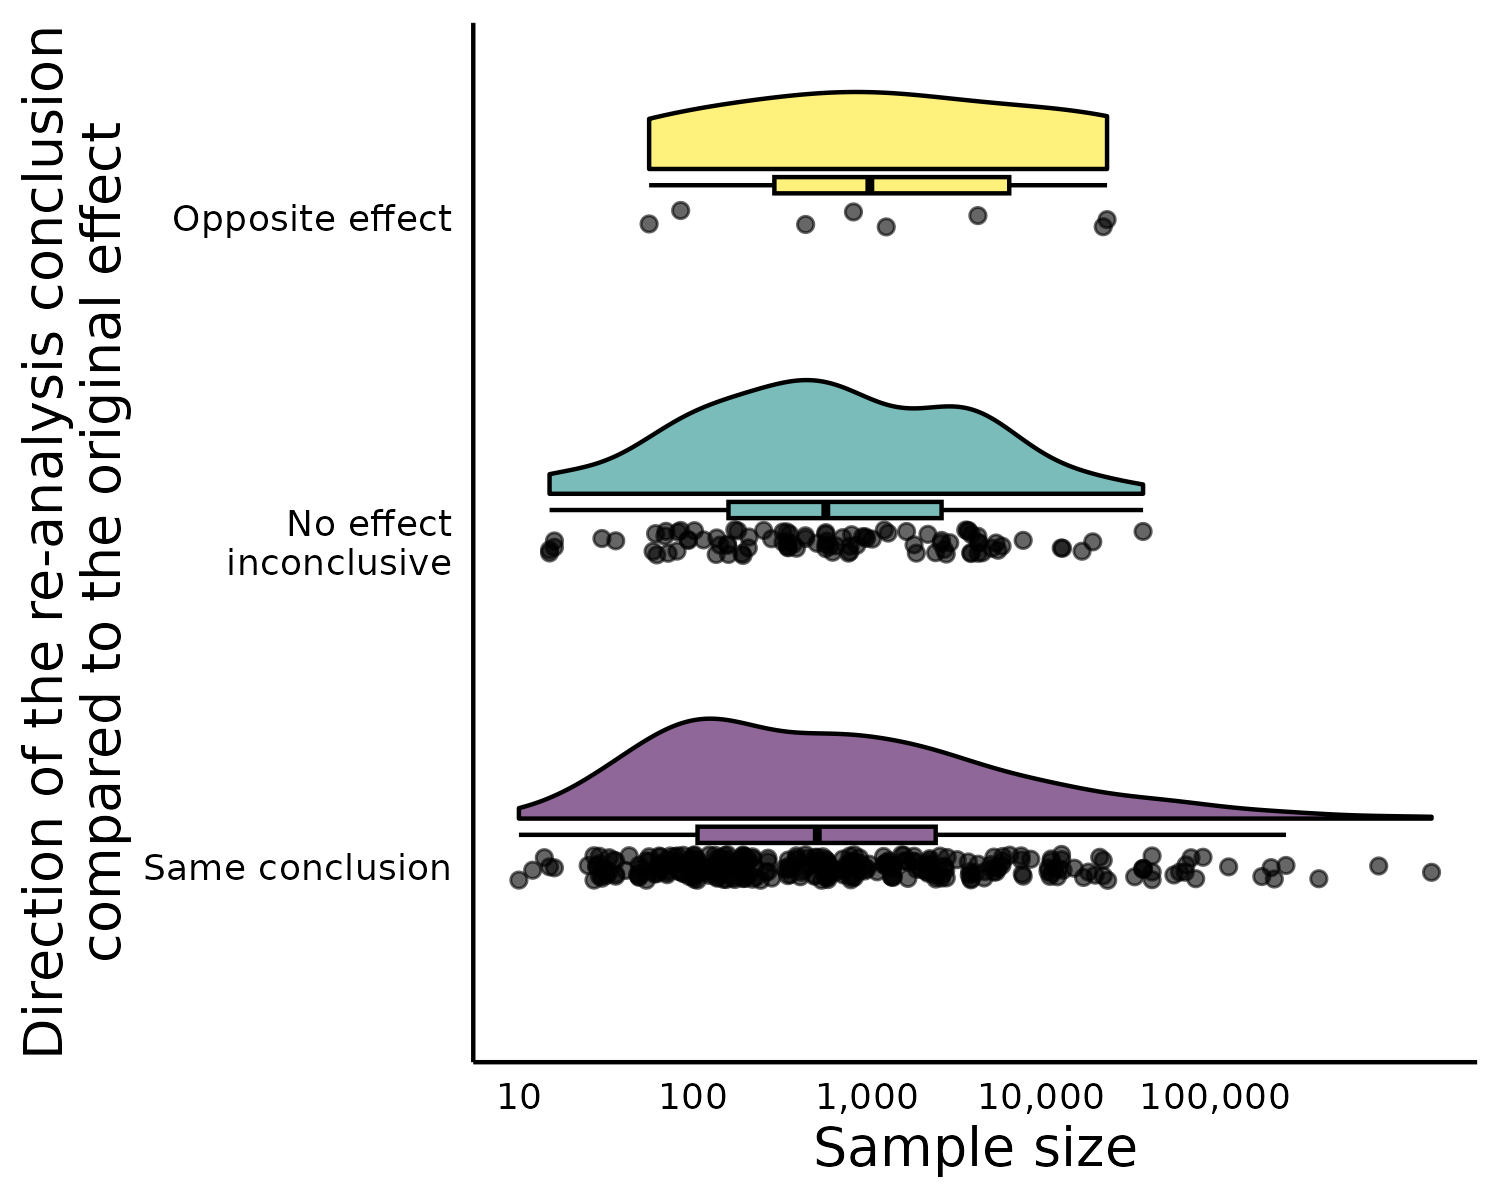 Direction of the re-analysis conclusion
compared to the original effect
Opposite effect
No effect
inconclusive
Same conclusion
10 100 1,000 10,000 100,000
Sample size